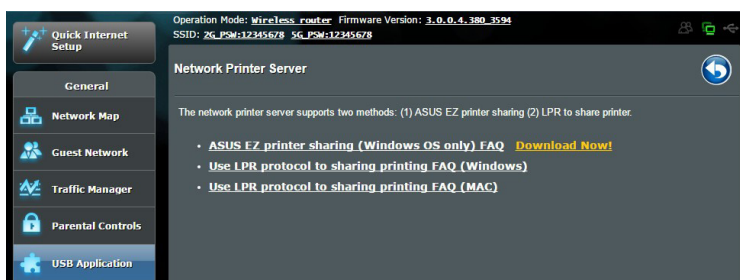 Quick Internet
Setup
General
Network Map
Guest Network
Traffic Manager
Parental Controls
USB Application
Operation Mode: Wireless router Firmware Version: 3.0.0.4.380_3594
SSID: 2G_PSW:12345678 5G_PSW:12345678
Network Printer Server
The network printer server supports two methods: (1) ASUS EZ printer sharing (2) LPR to share printer.
ASUS EZ printer sharing (Windows OS only) FAQ Download Now!
Use LPR protocol to sharing printing FAQ (Windows)
Use LPR protocol to sharing printing FAQ (MAC)